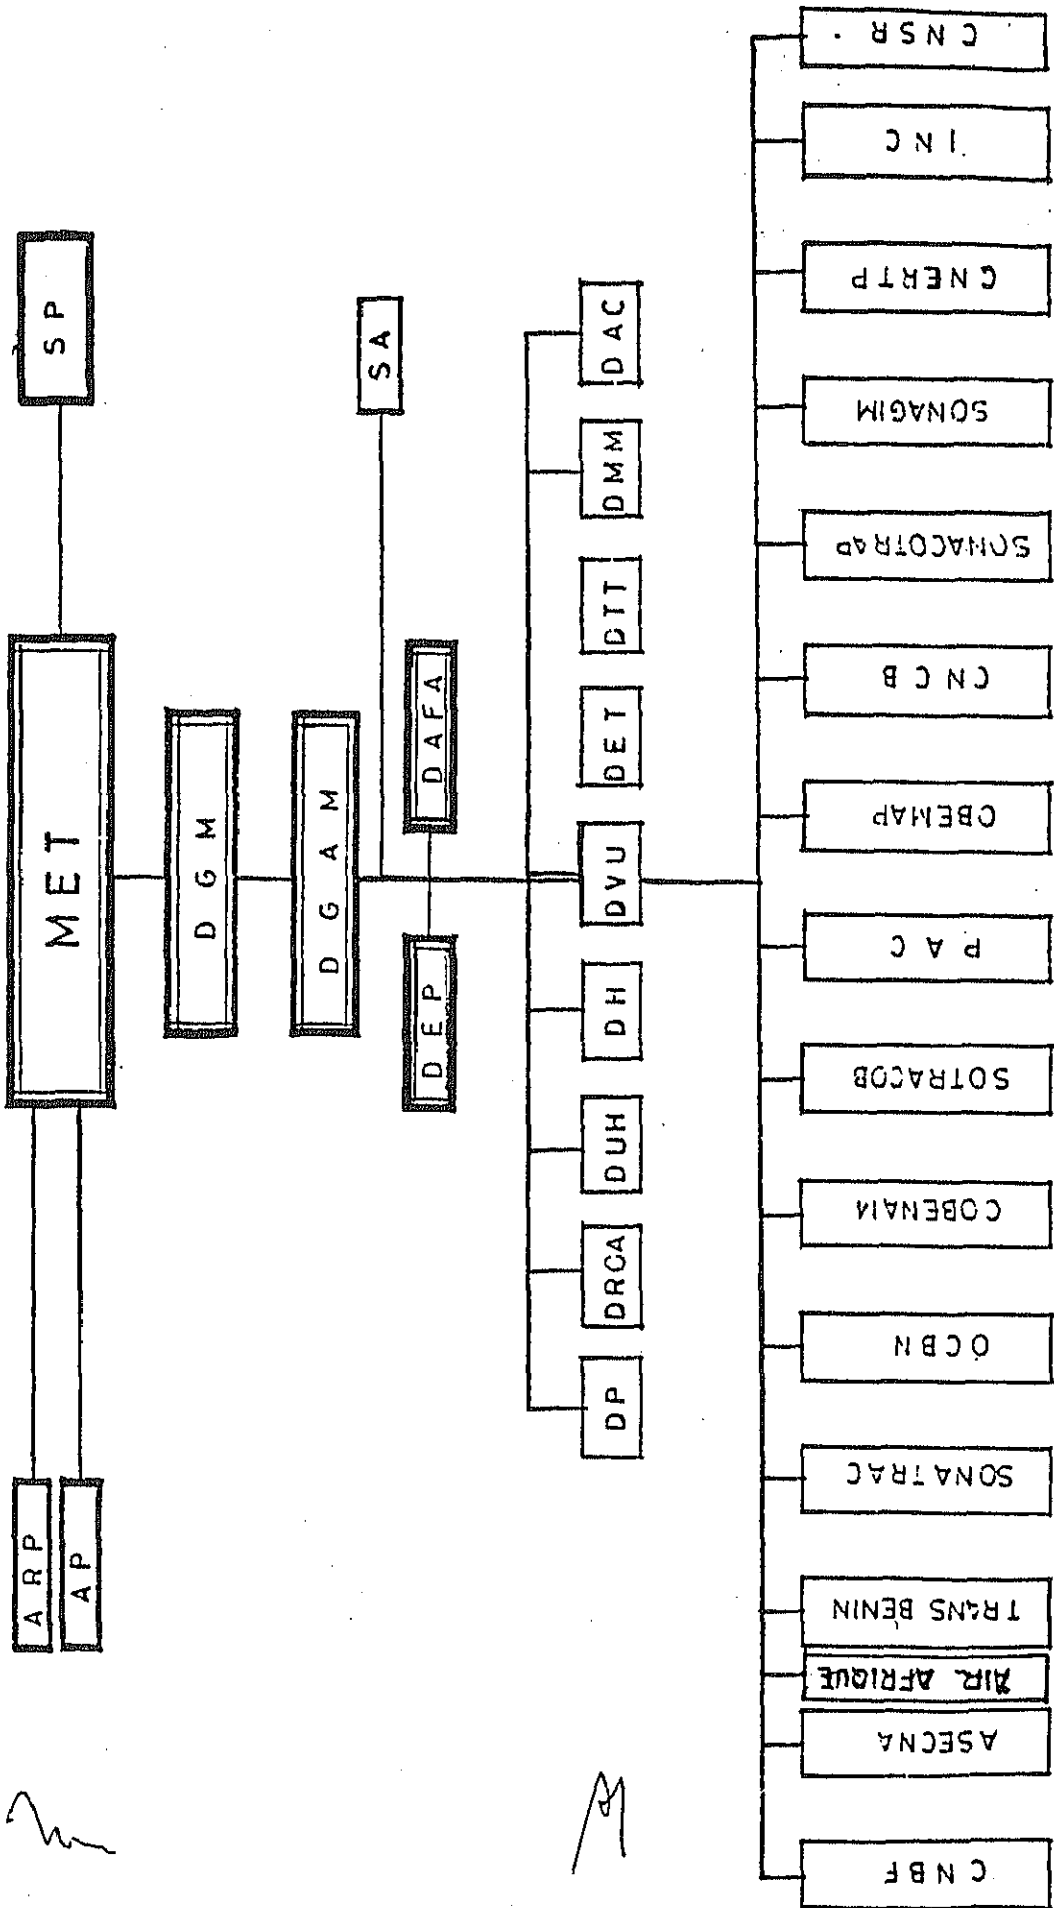 MET
SP
ARP
AP
DGM
DGAM
SA
DEP
DAFA
DP
DRCA
DUH
DH
DVU
DET
DTT
DMM
DAC
CNBF
ASECNA
AIR AFRIQUE
TRANS BENIN
SONATRAC
OCBN
COBENAM
SOTRACOB
PAC
OBEMAP
CNCB
SONACOTRAP
SONAGIM
CNERTP
INC
CNSR